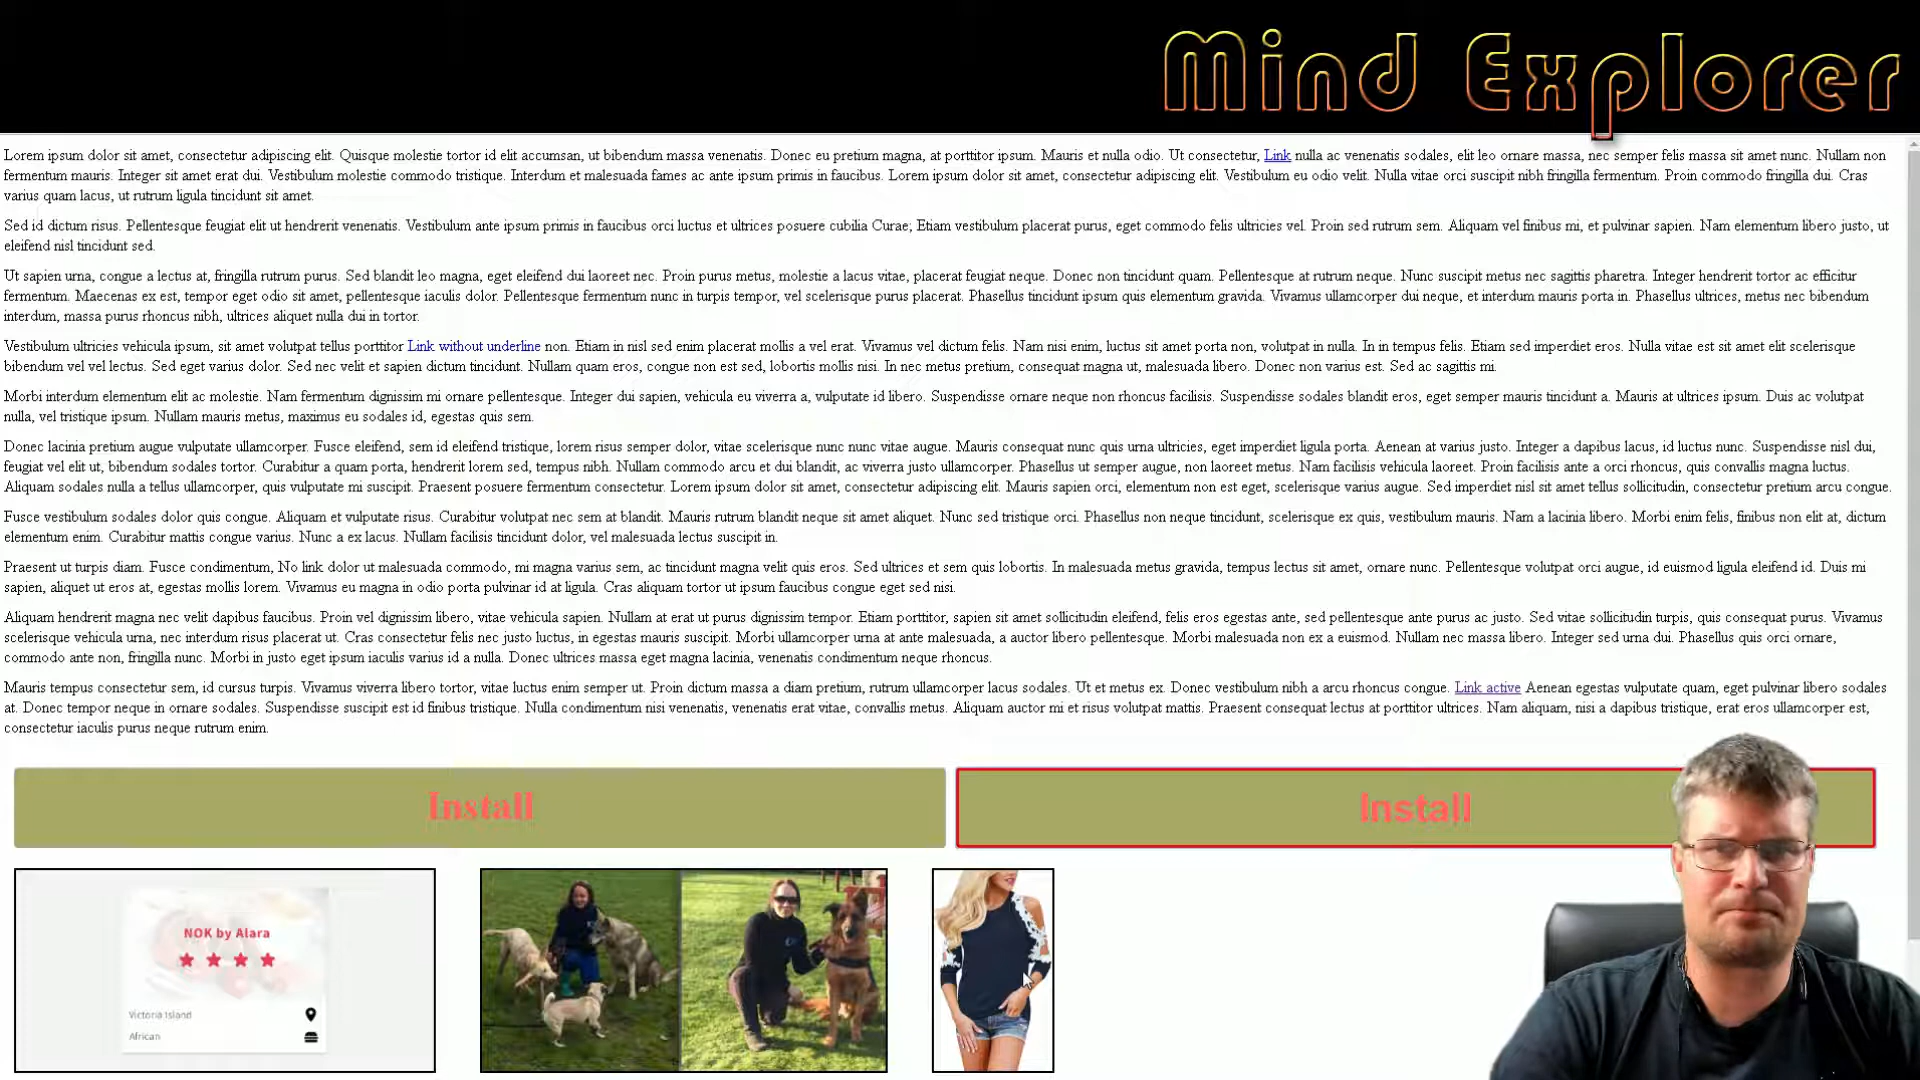 Mind Explorer
Lorem ipsum dolor sit amet, consectetur adipiscing elit. Quisque molestie tortor id elit accumsan, ut bibendum massa venenatis. Donec eu pretium magna, at porttitor ipsum. Mauris et nulla odio. Ut consectetur, Link nulla ac venenatis sodales, elit leo ornare massa, nec semper felis massa sit amet nunc. Nullam non
fermentum mauris. Integer sit amet erat dui. Vestibulum molestie commodo tristique. Interdum et malesuada fames ac ante ipsum primis in faucibus. Lorem ipsum dolor sit amet, consectetur adipiscing elit. Vestibulum eu odio velit. Nulla vitae orci suscipit nibh fringilla fermentum. Proin commodo fringilla dui. Cras
varius quam lacus, ut rutrum ligula tincidunt sit amet.
Sed id dictum risus. Pellentesque feugiat elit ut hendrerit venenatis. Vestibulum ante ipsum primis in faucibus orci luctus et ultrices posuere cubilia Curae; Etiam vestibulum placerat purus, eget commodo felis ultricies vel. Proin sed rutrum sem. Aliquam vel finibus mi, et pulvinar sapien. Nam elementum libero justo, ut
eleifend nisl tincidunt sed.
Ut sapien urna, congue a lectus at, fringilla rutrum purus. Sed blandit leo magna, eget eleifend dui laoreet nec. Proin purus metus, molestie a lacus vitae, placerat feugiat neque. Donec non tincidunt quam. Pellentesque at rutrum neque. Nunc suscipit metus nec sagittis pharetra. Integer hendrerit tortor ac efficitur
fermentum. Maecenas ex est, tempor eget odio sit amet, pellentesque iaculis dolor. Pellentesque fermentum nunc in turpis tempor, vel scelerisque purus placerat. Phasellus tincidunt ipsum quis elementum gravida. Vivamus ullamcorper dui neque, et interdum mauris porta in. Phasellus ultrices, metus nec bibendum
interdum, massa purus rhoncus nibh, ultrices aliquet nulla dui in tortor.
Vestibulum ultricies vehicula ipsum, sit amet volutpat tellus porttitor Link without underline non. Etiam in nisl sed enim placerat mollis a vel erat. Vivamus vel dictum felis. Nam nisi enim, luctus sit amet porta non, volutpat in nulla. In in tempus felis. Etiam sed imperdiet eros. Nulla vitae est sit amet elit scelerisque
bibendum vel vel lectus. Sed eget varius dolor. Sed nec velit et sapien dictum tincidunt. Nullam quam eros, congue non est sed, lobortis mollis nisi. In nec metus pretium, consequat magna ut, malesuada libero. Donec non varius est. Sed ac sagittis mi.
Morbi interdum elementum elit ac molestie. Nam fermentum dignissim mi ornare pellentesque. Integer dui sapien, vehicula eu viverra a, vulputate id libero. Suspendisse ornare neque non rhoncus facilisis. Suspendisse sodales blandit eros, eget semper mauris tincidunt a. Mauris at ultrices ipsum. Duis ac volutpat
nulla, vel tristique ipsum. Nullam mauris metus, maximus eu sodales id, egestas quis sem.
Donec lacinia pretium augue vulputate ullamcorper. Fusce eleifend, sem id eleifend tristique, lorem risus semper dolor, vitae scelerisque nunc nunc vitae augue. Mauris consequat nunc quis urna ultricies, eget imperdiet ligula porta. Aenean at varius justo. Integer a dapibus lacus, id luctus nunc. Suspendisse nisl dui,
feugiat vel elit ut, bibendum sodales tortor. Curabitur a quam porta, hendrerit lorem sed, tempus nibh. Nullam commodo arcu et dui blandit, ac viverra justo ullamcorper. Phasellus ut semper augue, non laoreet metus. Nam facilisis vehicula laoreet. Proin facilisis ante a orci rhoncus, quis convallis magna luctus.
Aliquam sodales nulla a tellus ullamcorper, quis vulputate mi suscipit. Praesent posuere fermentum consectetur. Lorem ipsum dolor sit amet, consectetur adipiscing elit. Mauris sapien orci, elementum non est eget, scelerisque varius augue. Sed imperdiet nisl sit amet tellus sollicitudin, consectetur pretium arcu congue.
Fusce vestibulum sodales dolor quis congue. Aliquam et vulputate risus. Curabitur volutpat nec sem at blandit. Mauris rutrum blandit neque sit amet aliquet. Nunc sed tristique orci. Phasellus non neque tincidunt, scelerisque ex quis, vestibulum mauris. Nam a lacinia libero. Morbi enim felis, finibus non elit at, dictum
elementum enim. Curabitur mattis congue varius. Nunc a ex lacus. Nullam facilisis tincidunt dolor, vel malesuada lectus suscipit in.
Praesent ut turpis diam. Fusce condimentum, No link dolor ut malesuada commodo, mi magna varius sem, ac tincidunt magna velit quis eros. Sed ultrices et sem quis lobortis. In malesuada metus gravida, tempus lectus sit amet, ornare nunc. Pellentesque volutpat orci augue, id euismod ligula eleifend id. Duis mi
sapien, aliquet ut eros at, egestas mollis lorem. Vivamus eu magna in odio porta pulvinar id at ligula. Cras aliquam tortor ut ipsum faucibus congue eget sed nisi.
Aliquam hendrerit magna nec velit dapibus faucibus. Proin vel dignissim libero, vitae vehicula sapien. Nullam at erat ut purus dignissim tempor. Etiam porttitor, sapien sit amet sollicitudin eleifend, felis eros egestas ante, sed pellentesque ante purus ac justo. Sed vitae sollicitudin turpis, quis consequat purus. Vivamus
scelerisque vehicula urna, nec interdum risus placerat ut. Cras consectetur felis nec justo luctus, in egestas mauris suscipit. Morbi ullamcorper urna at ante malesuada, a auctor libero pellentesque. Morbi malesuada non ex a euismod. Nullam nec massa libero. Integer sed urna dui. Phasellus quis orci ornare,
commodo ante non, fringilla nunc. Morbi in justo eget ipsum iaculis varius id a nulla. Donec ultrices massa eget magna lacinia, venenatis condimentum neque rhoncus.
Mauris tempus consectetur sem, id cursus turpis. Vivamus viverra libero tortor, vitae luctus enim semper ut. Proin dictum massa a diam pretium, rutrum ullamcorper lacus sodales. Ut et metus ex. Donec vestibulum nibh a arcu rhoncus congue. Link active Aenean egestas vulputate quam, eget pulvinar libero sodales
at. Donec tempor neque in ornare sodales. Suspendisse suscipit est id finibus tristique. Nulla condimentum nisi venenatis, venenatis erat vitae, convallis metus. Aliquam auctor mi et risus volutpat mattis. Praesent consequat lectus at porttitor ultrices. Nam aliquam, nisi a dapibus tristique, erat eros ullamcorper est,
consectetur iaculis purus neque rutrum enim.
Install
Install
NOK by Alara
Victoria Island
African